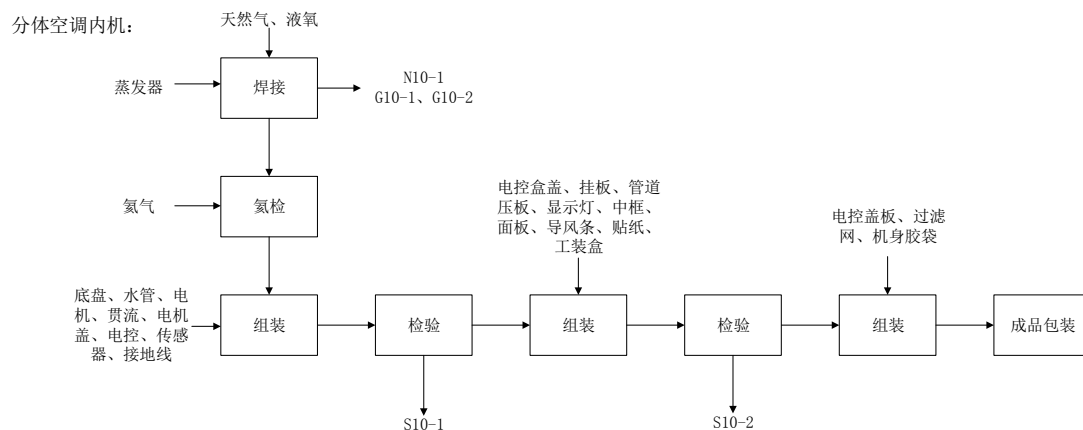 分体空调内机：
天然气、液氧
蒸发器
焊接
N10-1
G10-1、G10-2
氦气
氦检
底盘、水管、电
机、贯流、电机
盖、电控、传感
器、接地线
组装
检验
S10-1
电控盒盖、挂板、管道
压板、显示灯、中框、
面板、导风条、贴纸、
工装盒
组装
检验
S10-2
电控盖板、过滤
网、机身胶袋
组装
成品包装